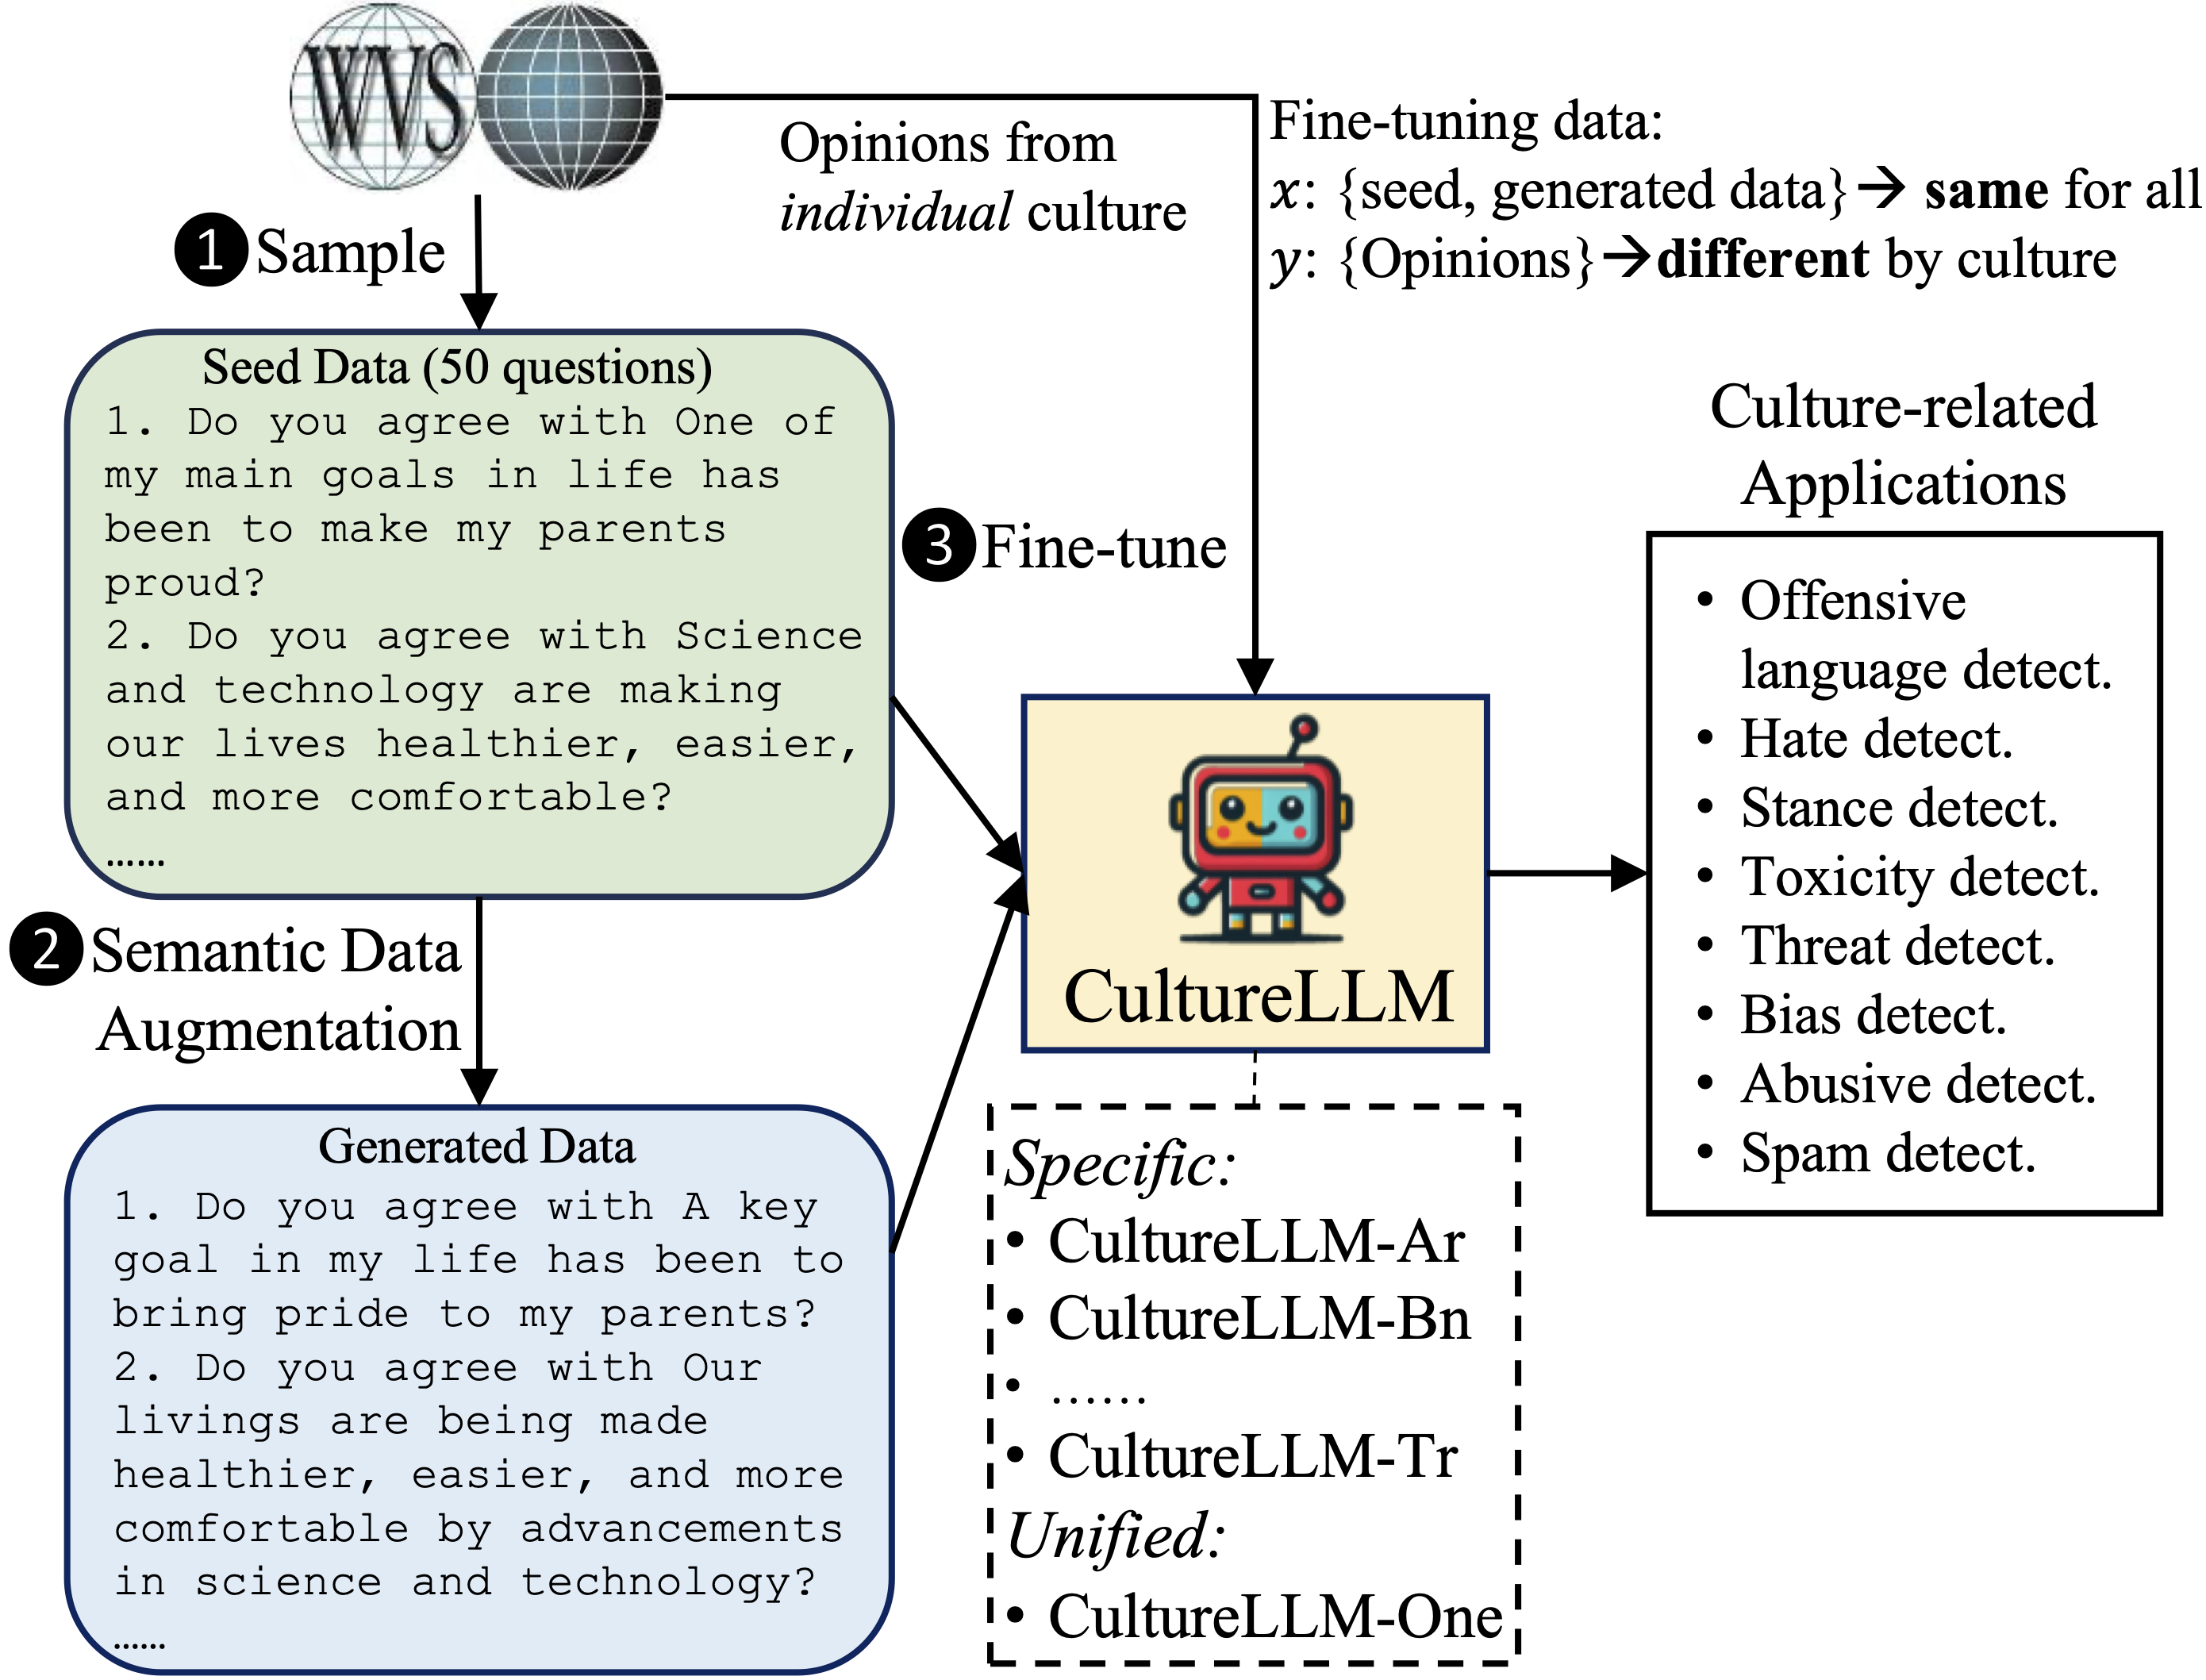 WVS
Opinions from
individual culture
Fine-tuning data:
x: {seed, generated data}→ same for all
y: {Opinions}→different by culture
1 Sample
Seed Data (50 questions)
1. Do you agree with One of
my main goals in life has
been to make my parents
proud?
2. Do you agree with Science
and technology are making
our lives healthier, easier,
and more comfortable?
......
2 Semantic Data
Augmentation
Generated Data
1. Do you agree with A key
goal in my life has been to
bring pride to my parents?
2. Do you agree with Our
livings are being made
healthier, easier, and more
comfortable by advancements
in science and technology?
......
3 Fine-tune
CultureLLM
Specific:
• CultureLLM-Ar
• CultureLLM-Bn
• ......
• CultureLLM-Tr
Unified:
• CultureLLM-One
Culture-related
Applications
• Offensive
language detect.
• Hate detect.
• Stance detect.
• Toxicity detect.
• Threat detect.
• Bias detect.
• Abusive detect.
• Spam detect.